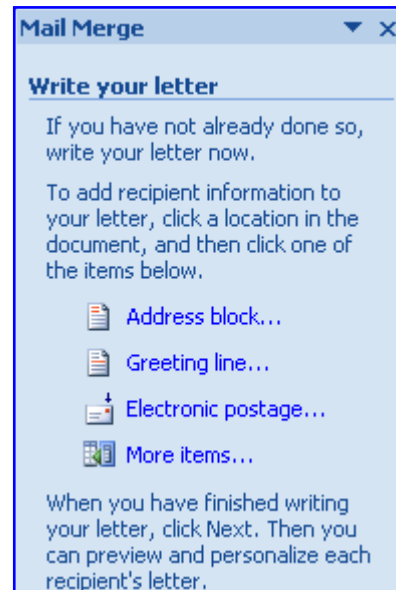 Mail Merge
Write your letter
If you have not already done so,
write your letter now.
To add recipient information to
your letter, click a location in the
document, and then click one of
the items below.
Address block...
Greeting line...
Electronic postage...
More items...
When you have finished writing
your letter, click Next. Then you
can preview and personalize each
recipient's letter.